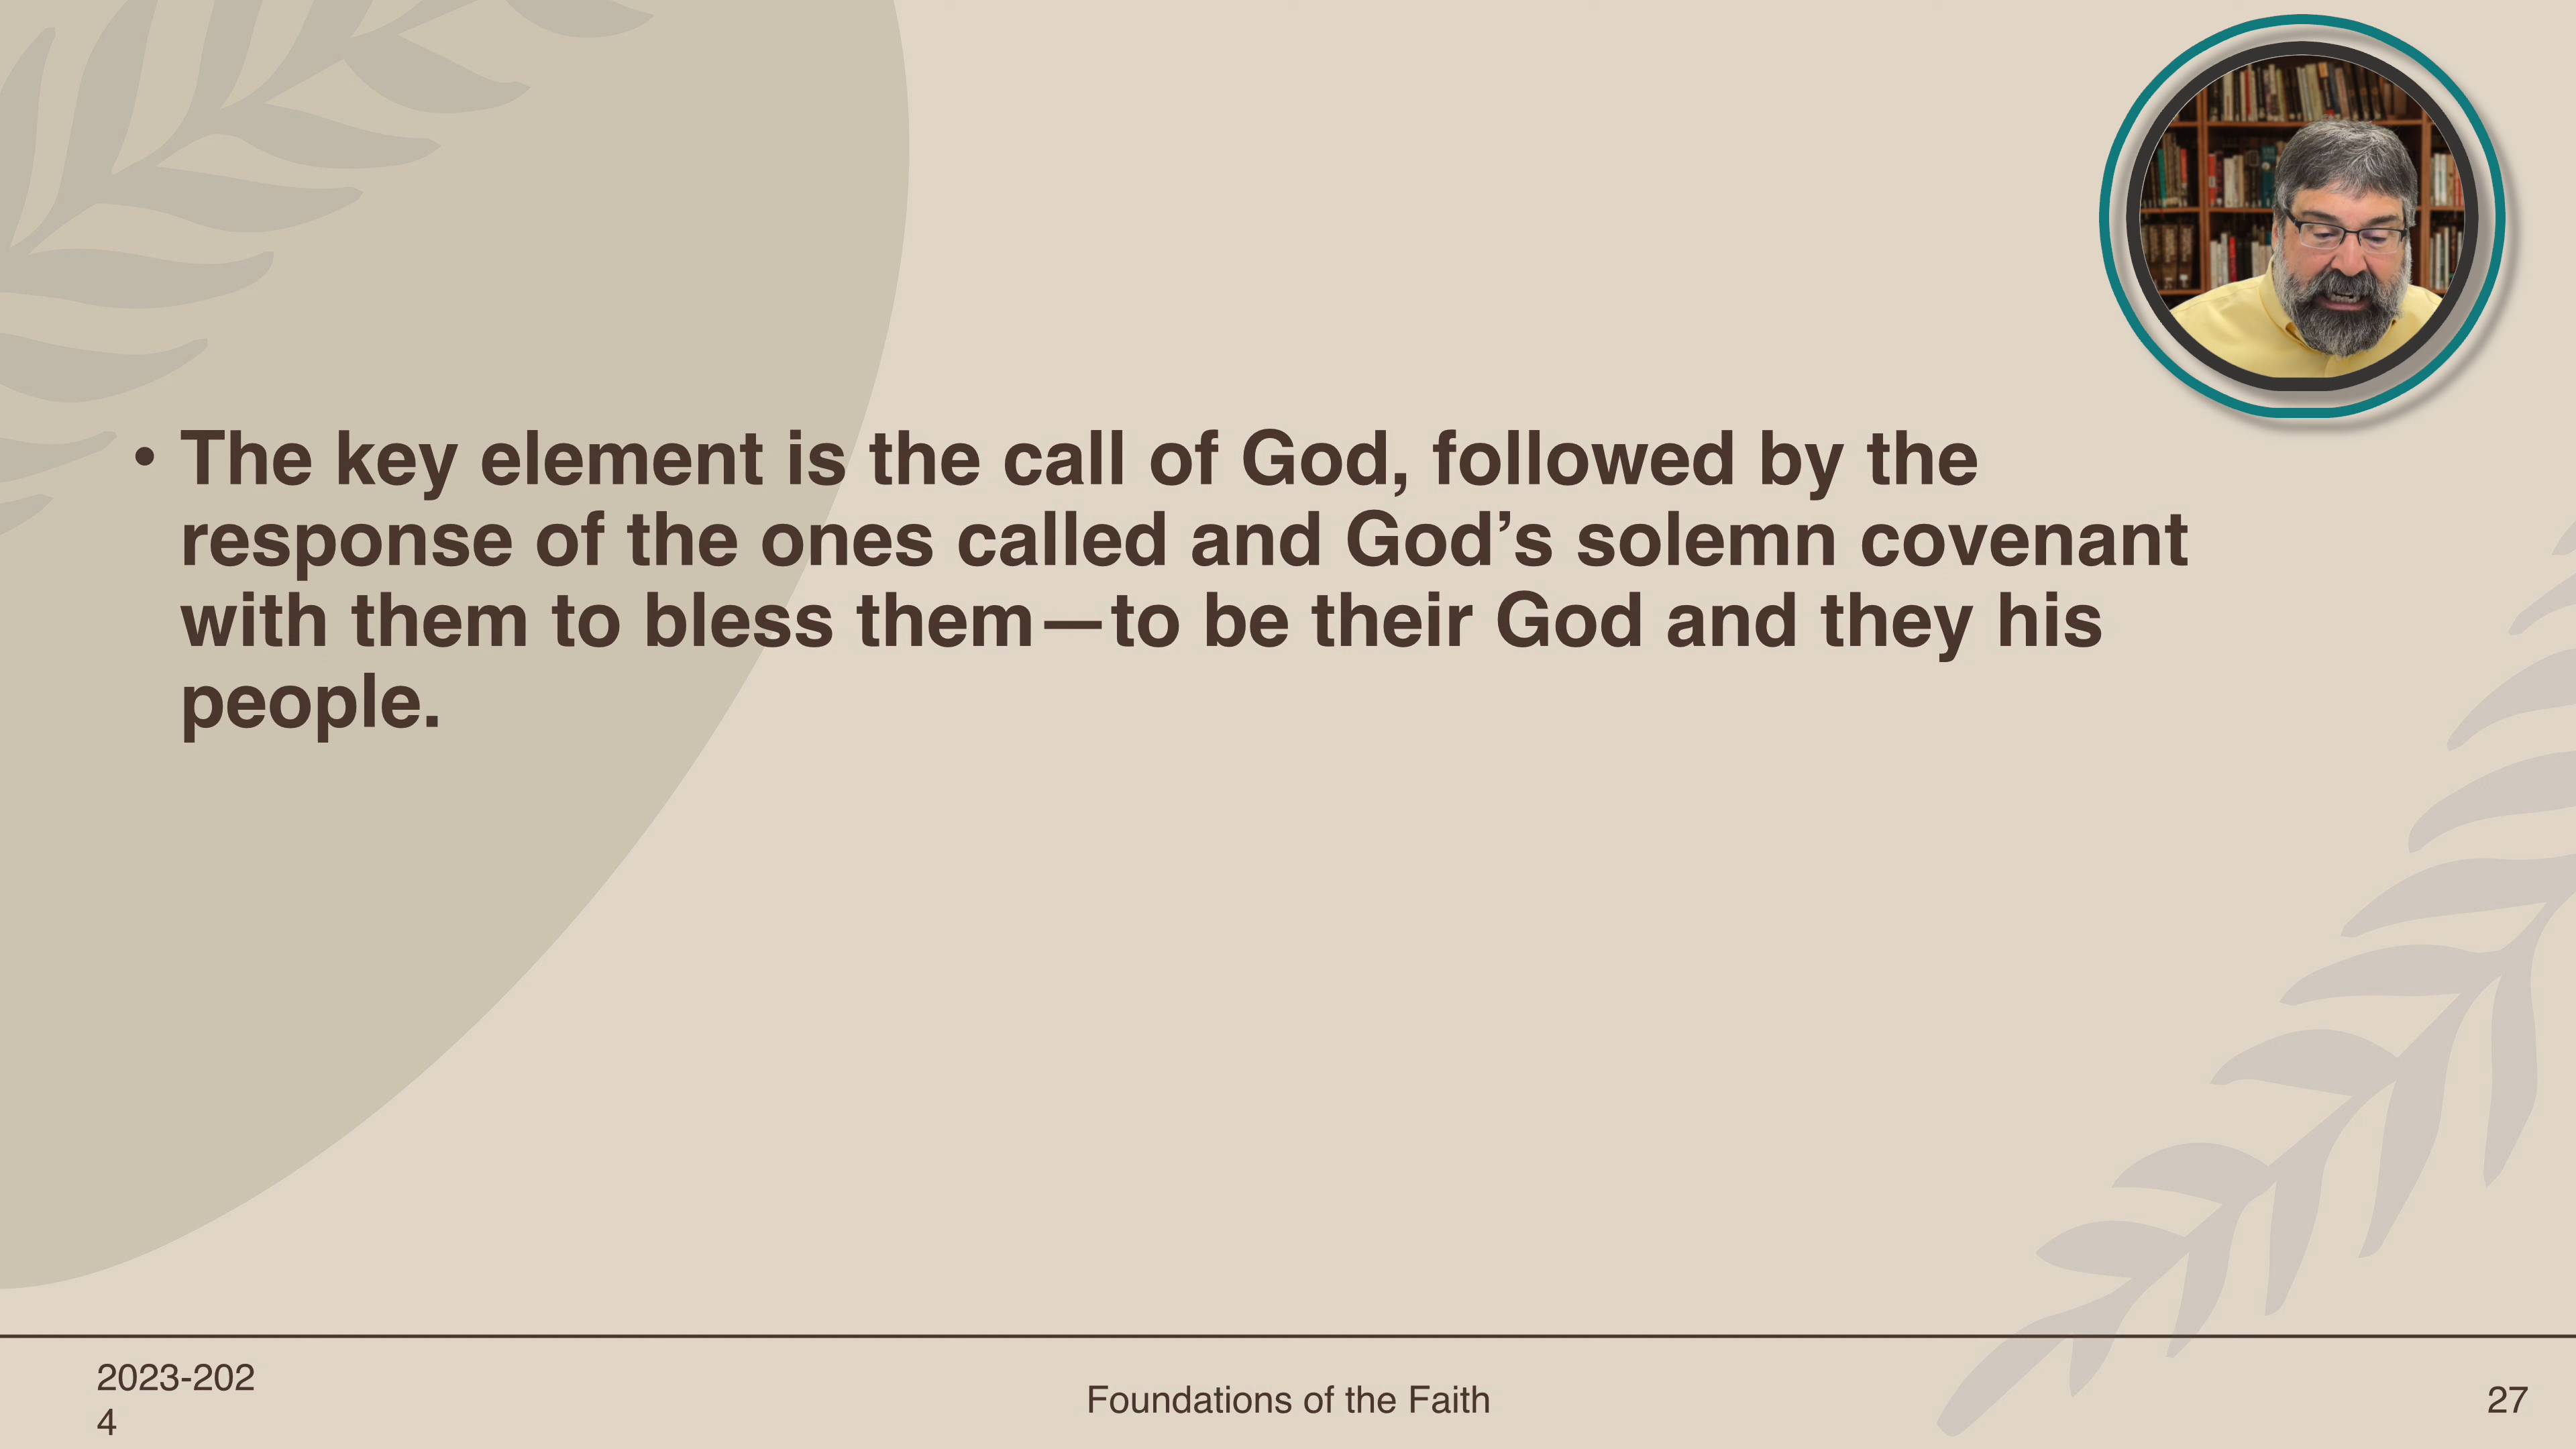 • The key element is the call of God, followed by the
response of the ones called and God’s solemn covenant
with them to bless them—to be their God and they his
people.
2023-202
4
Foundations of the Faith
27